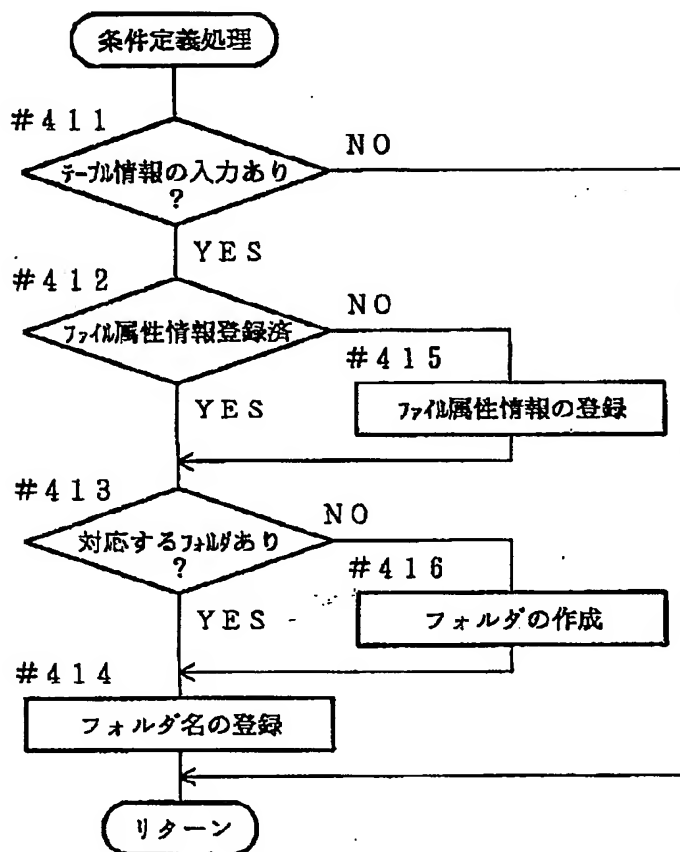 条件定義処理
#411
テーブル情報の入力あり
?
NO
YES
#412
ファイル属性情報登録済
NO
#415
ファイル属性情報の登録
YES
#413
対応するフォルダあり
?
NO
#416
フォルダの作成
YES
#414
フォルダ名の登録
リターン